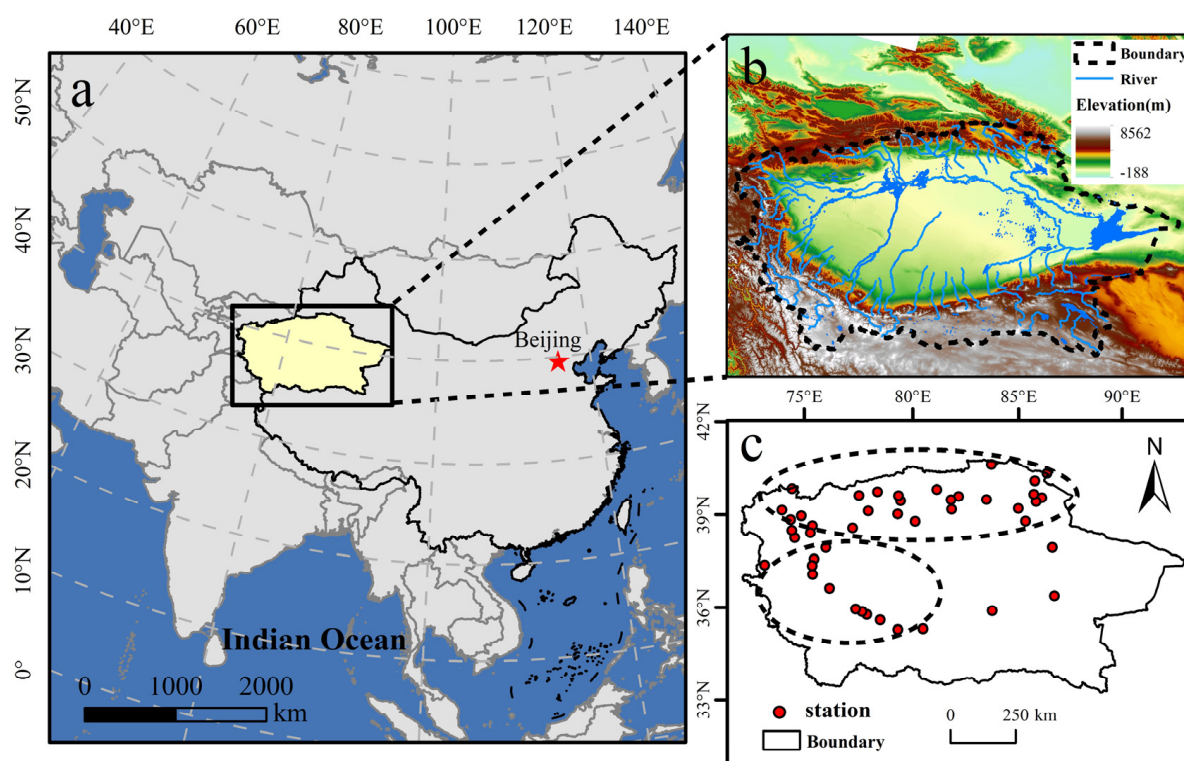 40°E 60°E 80°E 100°E 120°E 140°E
a
50°N
40°N
30°N
20°N
10°N
0°
Beijing
Indian Ocean
0 1000 2000
km
b
Boundary
River
Elevation(m)
8562
-188
75°E 80°E 85°E 90°E
42°N
39°N
36°N
33°N
c
N
station
Boundary
0 250 km